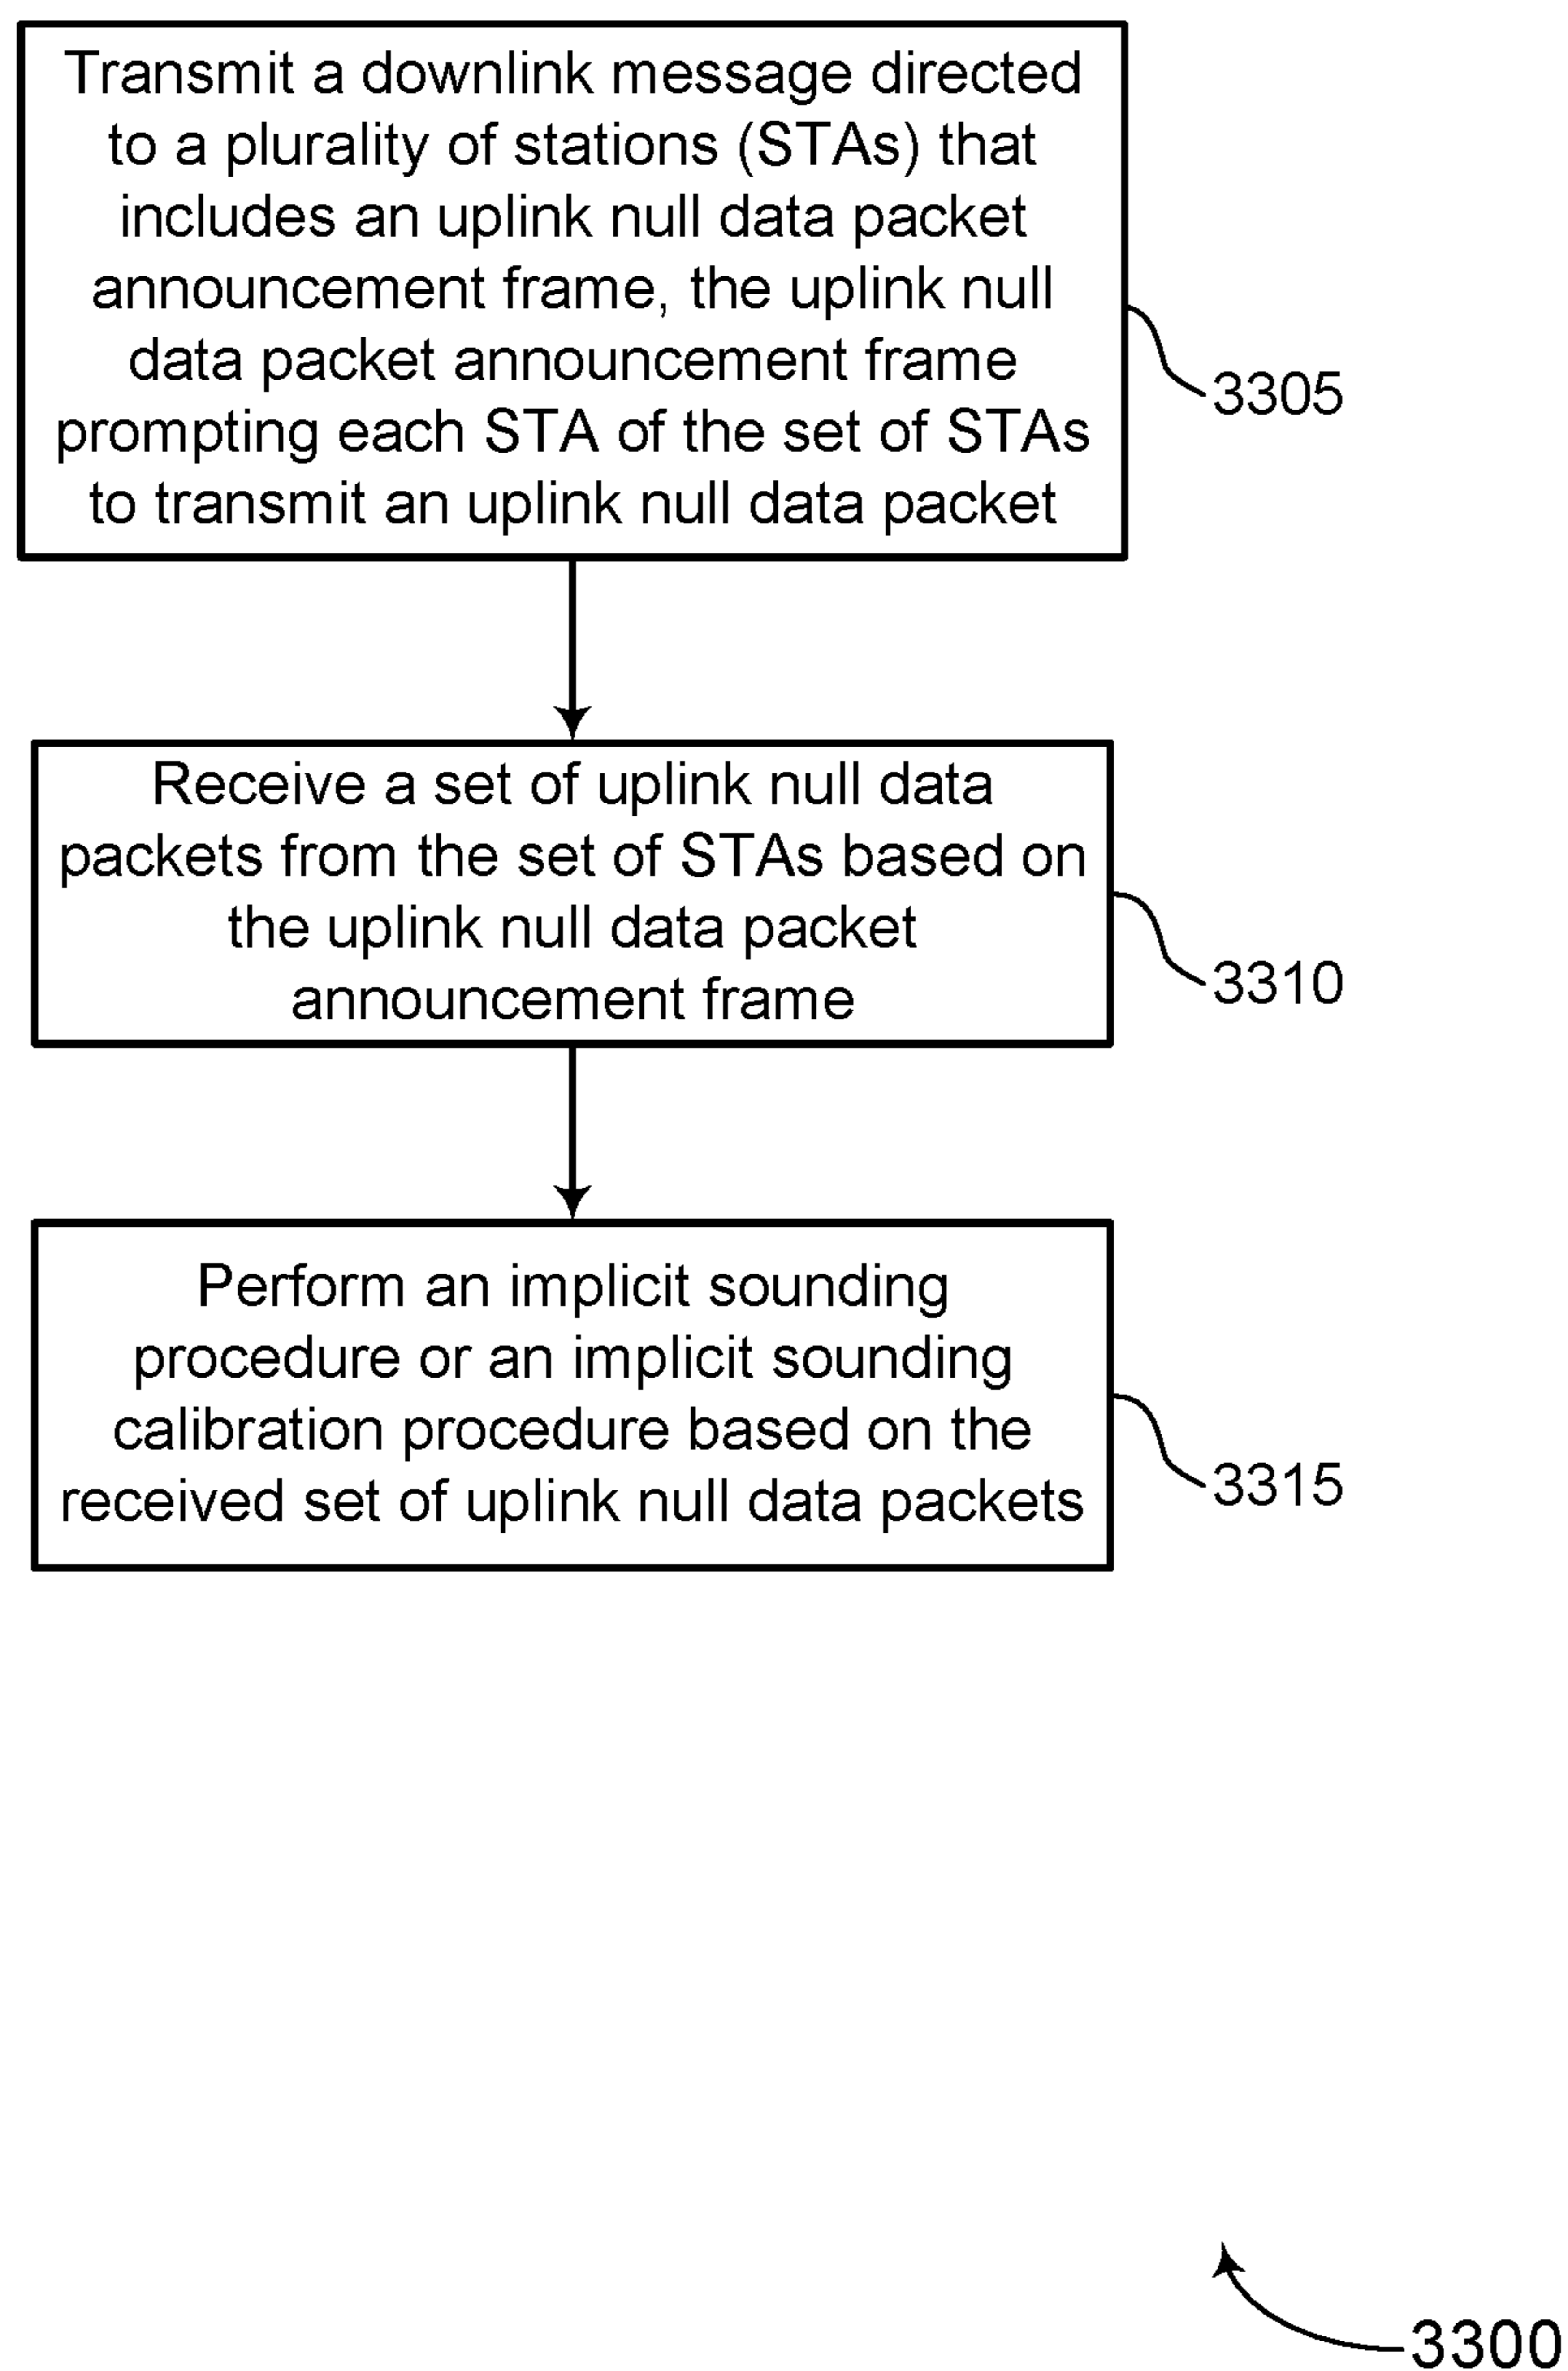 Transmit a downlink message directed
to a plurality of stations (STAs) that
includes an uplink null data packet
announcement frame, the uplink null
data packet announcement frame
prompting each STA of the set of STAs
to transmit an uplink null data packet
3305
Receive a set of uplink null data
packets from the set of STAs based on
the uplink null data packet
announcement frame
3310
Perform an implicit sounding
procedure or an implicit sounding
calibration procedure based on the
received set of uplink null data packets
3315
3300